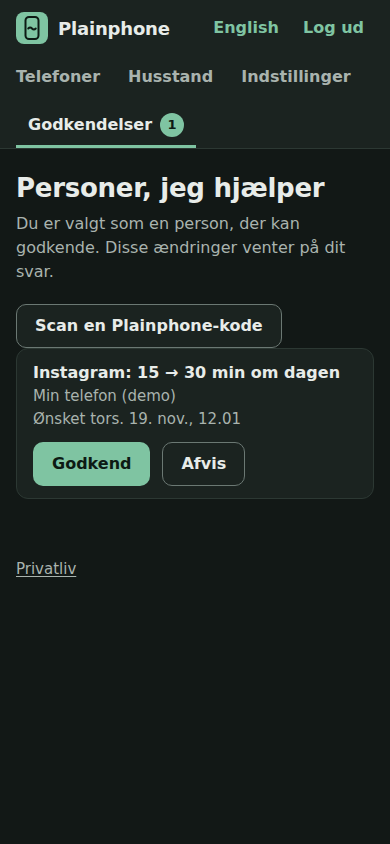 Plainphone
English
Log ud
Telefoner
Husstand
Indstillinger
Godkendelser 1
Personer, jeg hjælper
Du er valgt som en person, der kan
godkende. Disse ændringer venter på dit
svar.
Scan en Plainphone-kode
Instagram: 15 → 30 min om dagen
Min telefon (demo)
Ønsket tors. 19. nov., 12.01
Godkend
Afvis
Privatliv